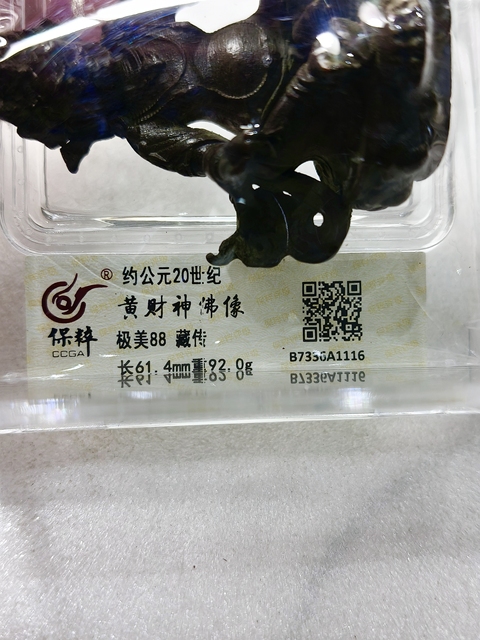 ® 约公元20世纪
黄财神佛像
保粹
CCGA
极美88 藏传
长61.4mm重92.0g
B7336A1116